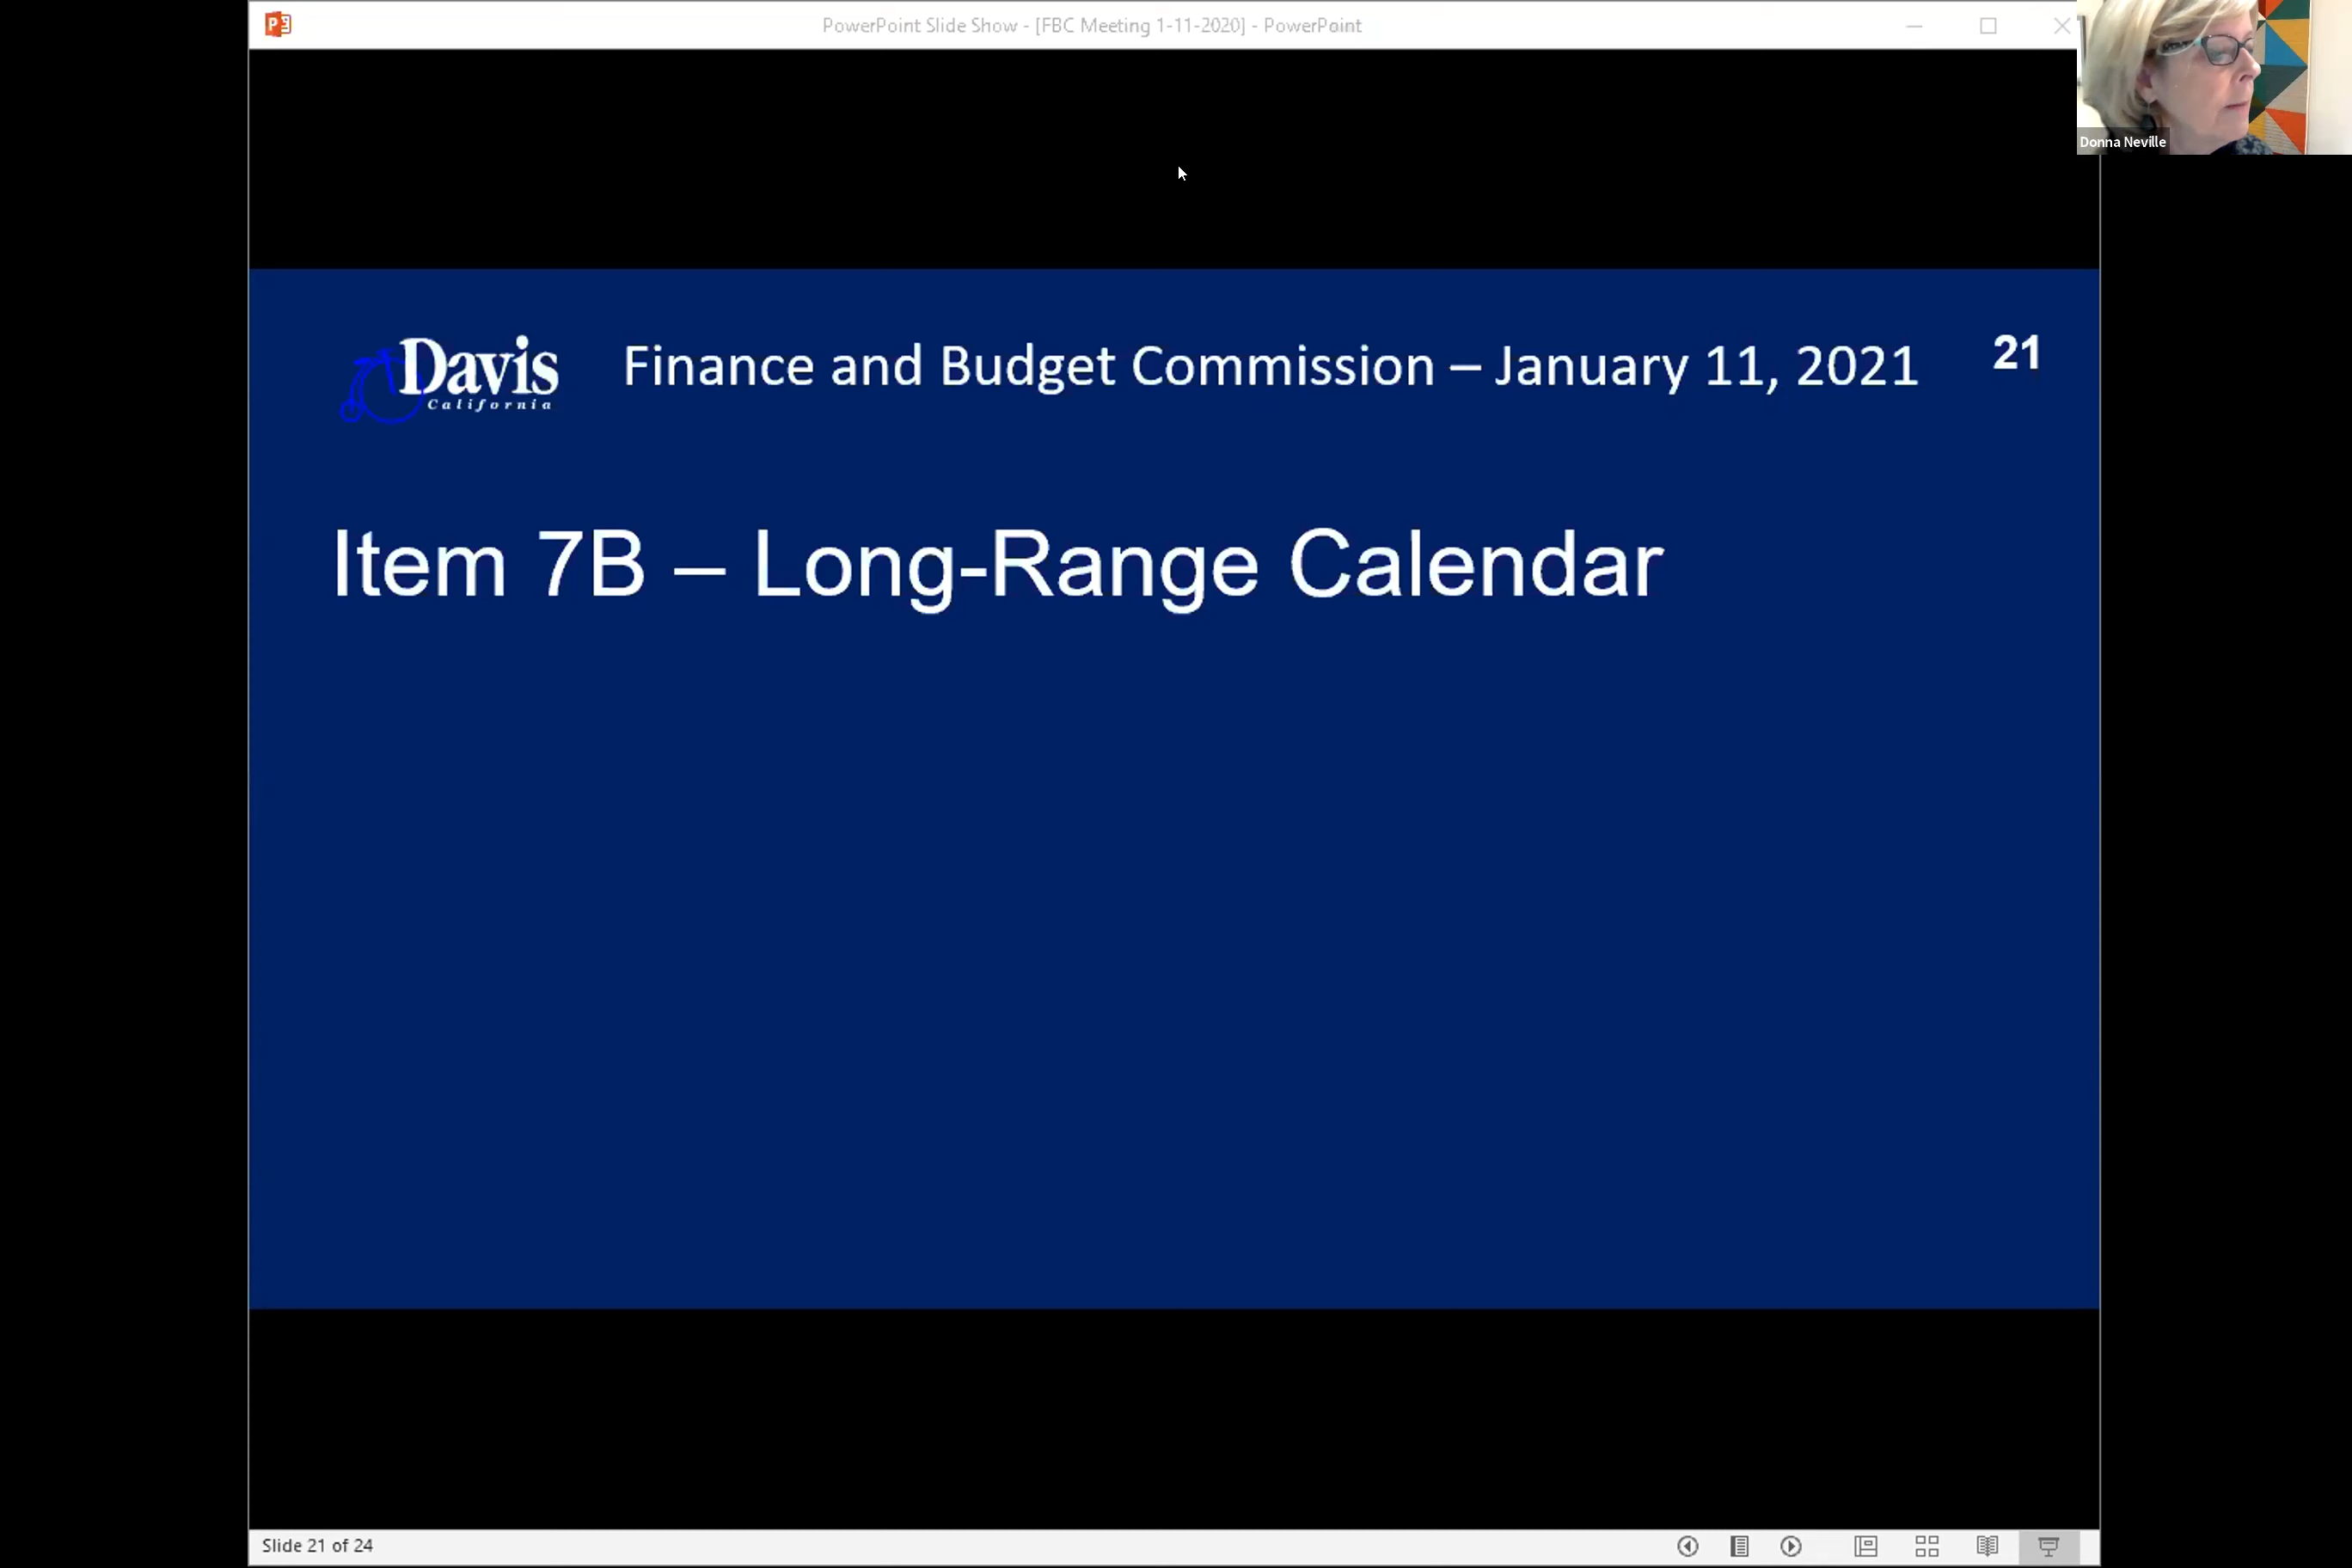 PowerPoint Slide Show - [FBC Meeting 1-11-2020] - PowerPoint
Donna Neville
Davis
California
Finance and Budget Commission – January 11, 2021
21
Item 7B – Long-Range Calendar
Slide 21 of 24